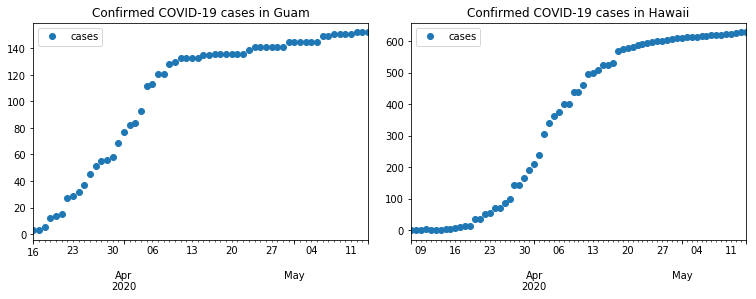 Confirmed COVID-19 cases in Guam
cases
140
120
100
80
60
40
20
0
16 23 30 06 13 20 27 04 11
Apr May
2020
Confirmed COVID-19 cases in Hawaii
cases
600
500
400
300
200
100
0
09 16 23 30 06 13 20 27 04 11
Apr May
2020